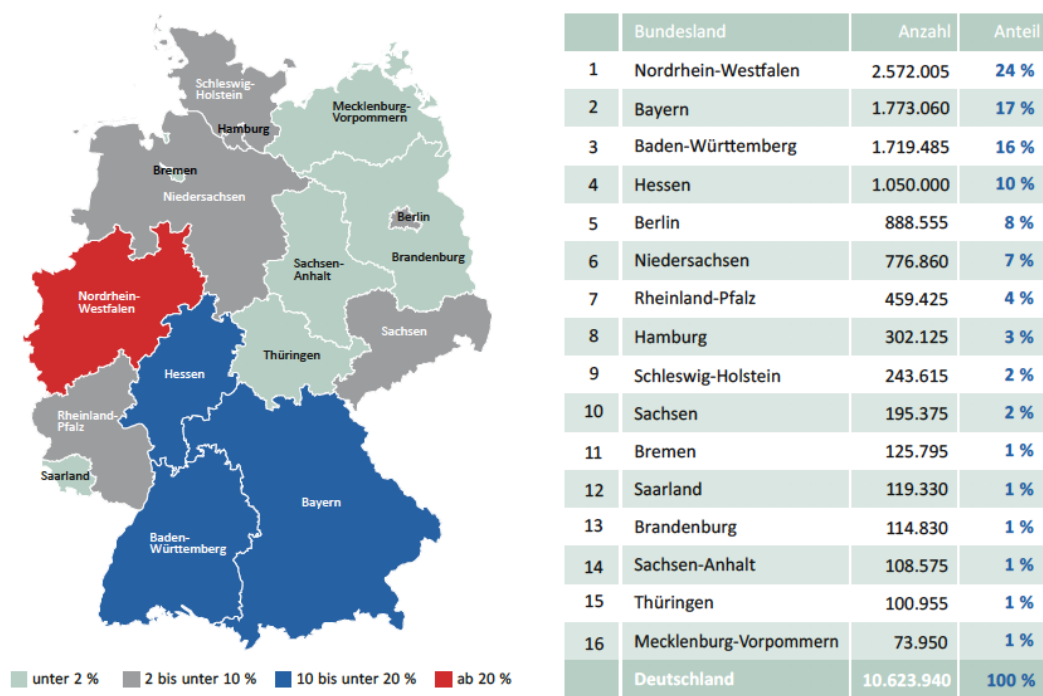 Schleswig-
Holstein
Mecklenburg-
Vorpommern
Hamburg
Bremen
Niedersachsen
Berlin
Brandenburg
Sachsen-
Anhalt
Nordrhein-
Westfalen
Sachsen
Thüringen
Hessen
Rheinland-
Pfalz
Saarland
Bayern
Baden-
Württemberg
unter 2 % 2 bis unter 10 % 10 bis unter 20 % ab 20 %
Bundesland Anzahl Anteil
1 Nordrhein-Westfalen 2.572.005 24 %
2 Bayern 1.773.060 17 %
3 Baden-Württemberg 1.719.485 16 %
4 Hessen 1.050.000 10 %
5 Berlin 888.555 8 %
6 Niedersachsen 776.860 7 %
7 Rheinland-Pfalz 459.425 4 %
8 Hamburg 302.125 3 %
9 Schleswig-Holstein 243.615 2 %
10 Sachsen 195.375 2 %
11 Bremen 125.795 1 %
12 Saarland 119.330 1 %
13 Brandenburg 114.830 1 %
14 Sachsen-Anhalt 108.575 1 %
15 Thüringen 100.955 1 %
16 Mecklenburg-Vorpommern 73.950 1 %
Deutschland 10.623.940 100 %